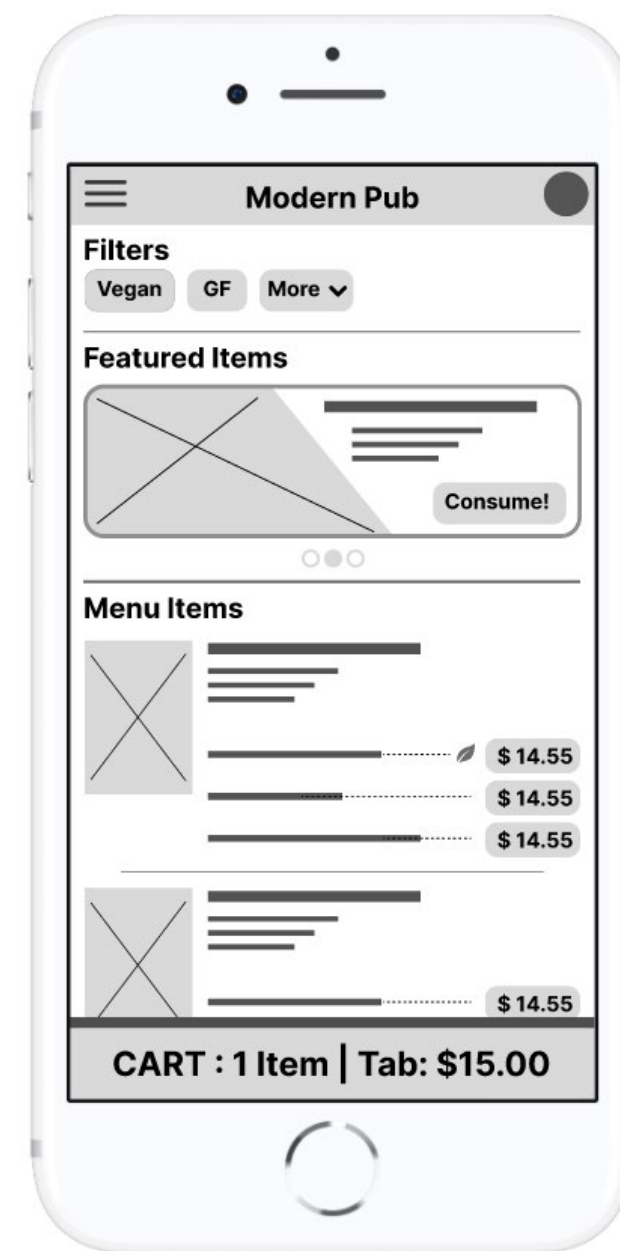 Modern Pub
Filters
Vegan GF More
Featured Items
Consume!
Menu Items
$ 14.55
$ 14.55
$ 14.55
$ 14.55
CART : 1 Item | Tab: $15.00